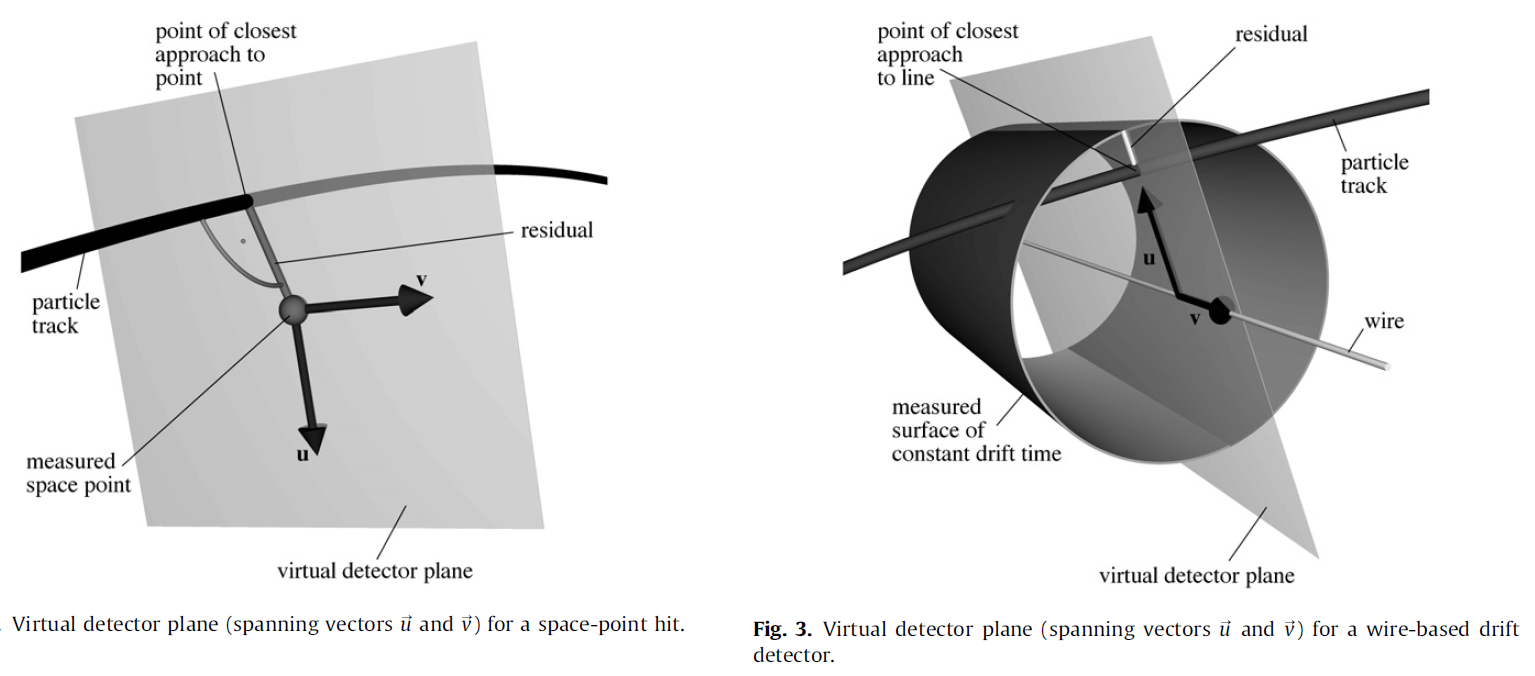 point of closest
approach to
point
residual
v
particle
track
u
measured
space point
virtual detector plane
. Virtual detector plane (spanning vectors u⃗ and v⃗) for a space-point hit.
point of closest
approach
to line
residual
particle
track
u
v
wire
measured
surface of
constant drift time
virtual detector plane
Fig. 3. Virtual detector plane (spanning vectors u⃗ and v⃗) for a wire-based drift
detector.